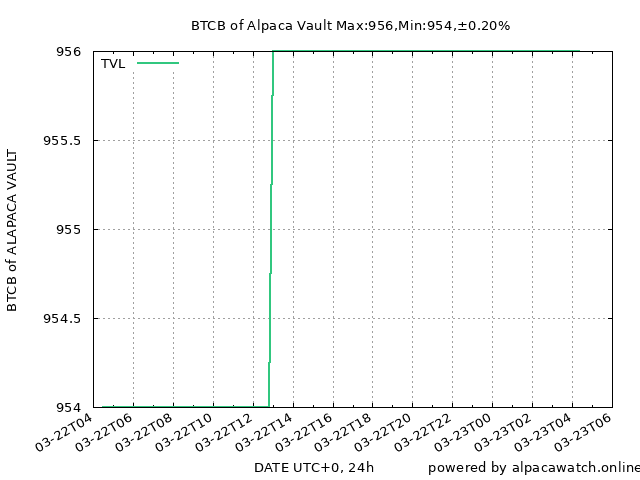 BTCB of Alpaca Vault Max:956,Min:954,±0.20%
TVL
956
955.5
955
954.5
954
BTCB of ALAPACA VAULT
03-22T04
03-22T06
03-22T08
03-22T10
03-22T12
03-22T14
03-22T16
03-22T18
03-22T20
03-22T22
03-23T00
03-23T02
03-23T04
03-23T06
DATE UTC+0, 24h
powered by alpacawatch.online